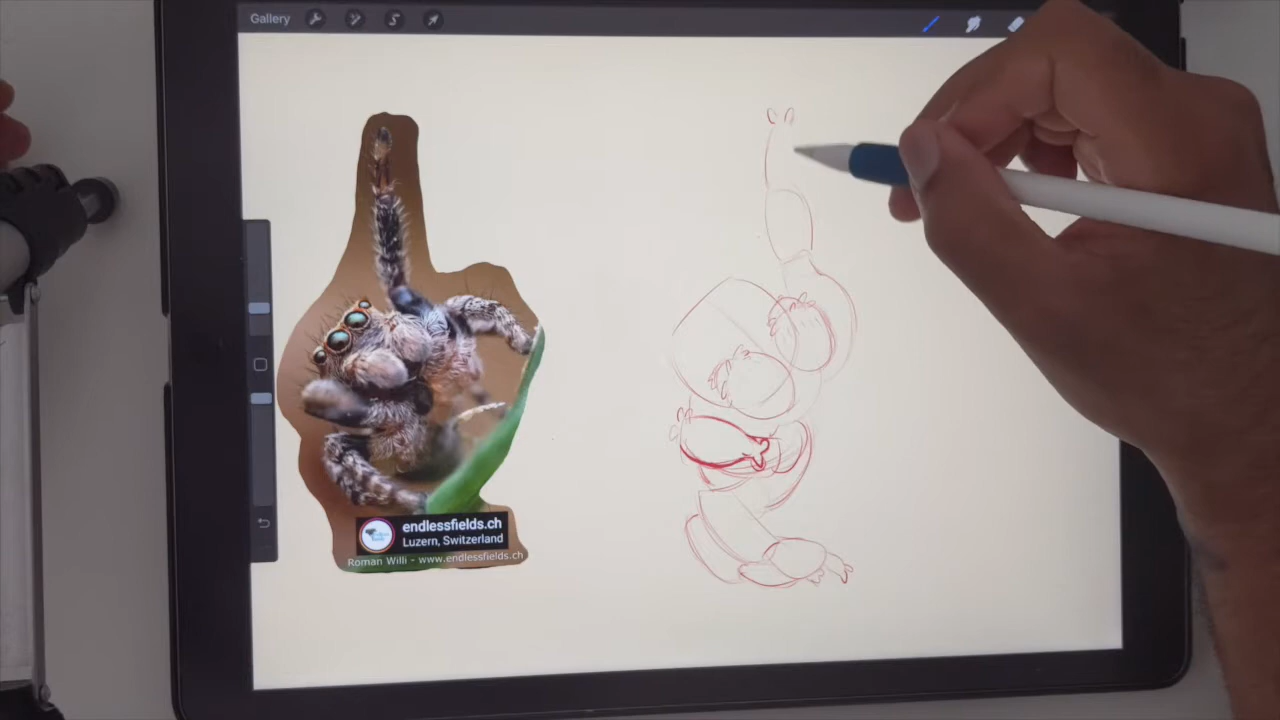 Gallery
endlessfields.ch
Luzern, Switzerland
Roman Willi - www.endlessfields.ch